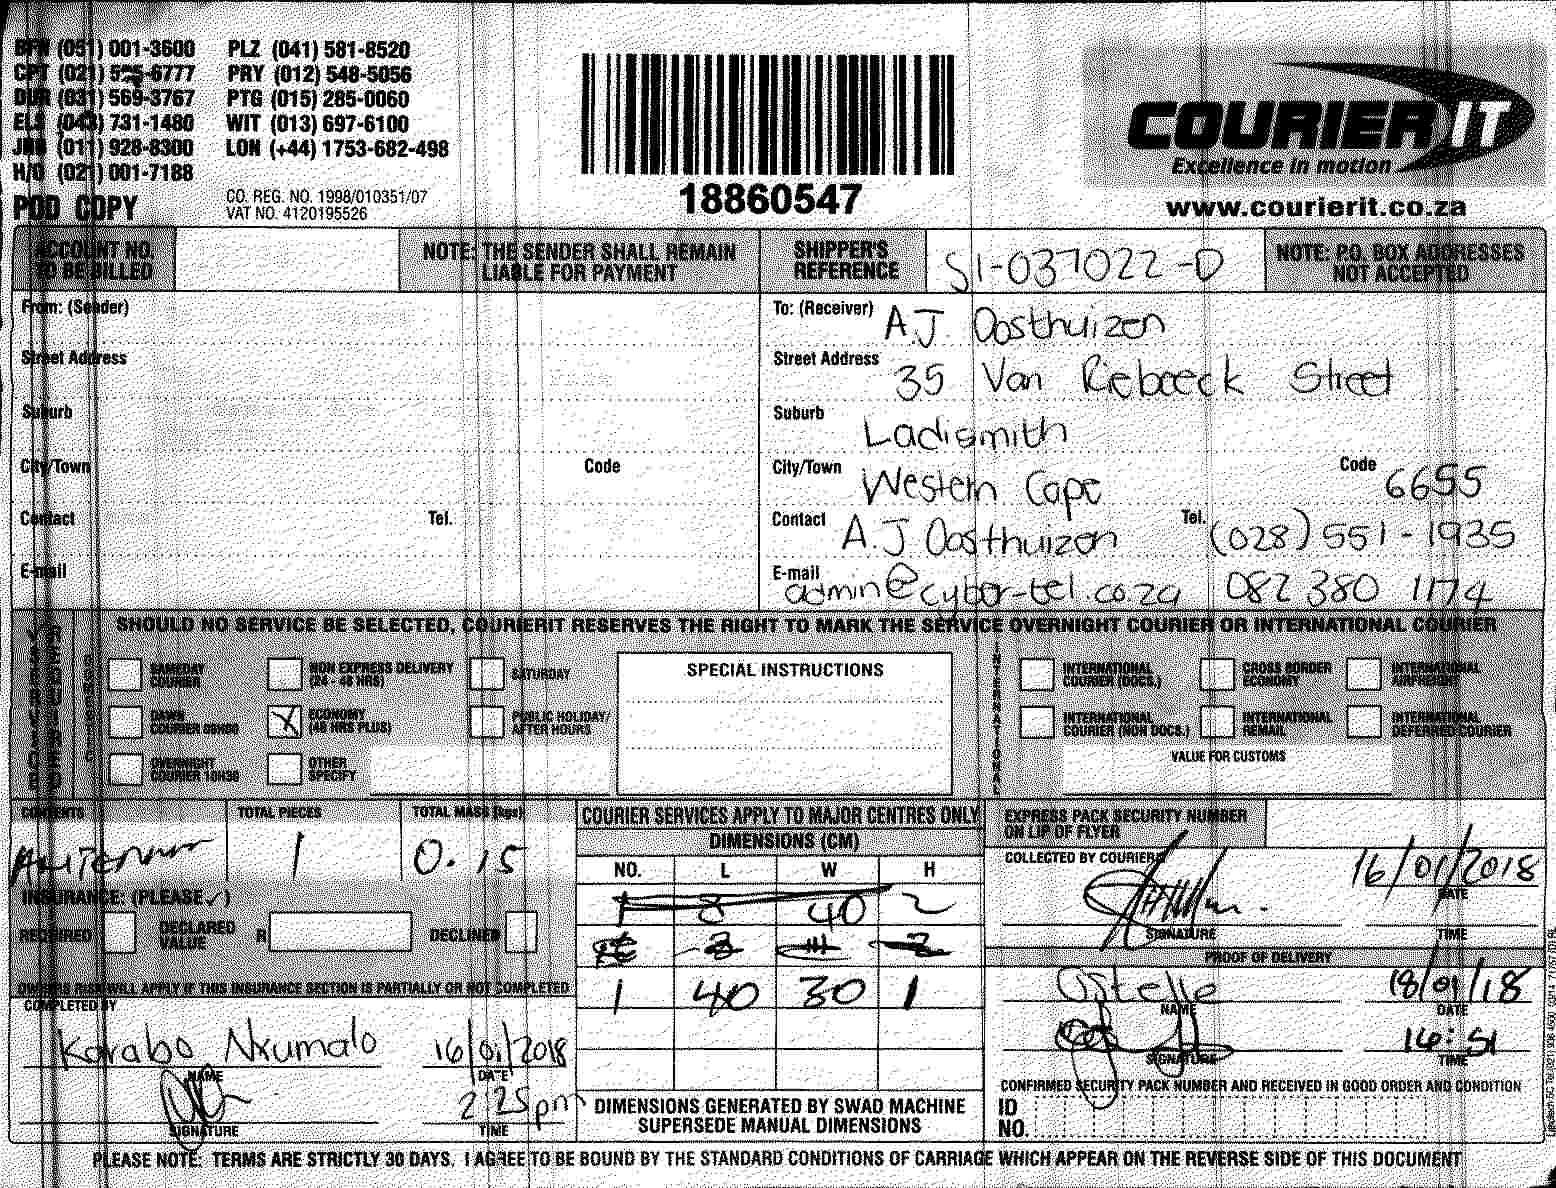 BFN (051) 001-3600 PLZ (041) 581-8520
CPT (021) 555-6777 PRY (012) 548-5056
DUR (031) 569-3767 PTG (015) 285-0060
ELS (043) 731-1480 WIT (013) 697-6100
JNB (011) 928-8300 LON (+44) 1753-682-498
H/O (021) 001-7188
POD COPY
CO. REG. NO. 1998/010351/07
VAT NO. 4120195526
18860547
COURIER IT
Excellence in motion
www.courierit.co.za
ACCOUNT NO. TO BE BILLED
NOTE: THE SENDER SHALL REMAIN LIABLE FOR PAYMENT
SHIPPER'S REFERENCE SI-037022-D
NOTE: P.O. BOX ADDRESSES NOT ACCEPTED
From: (Sender)
Street Address
Suburb
City/Town Code
Contact Tel.
E-mail
To: (Receiver) A.J Oosthuizen
Street Address 35 Van Riebeeck Street
Suburb Ladismith
City/Town Western Cape Code 6655
Contact A.J Oosthuizen Tel. (028) 551-1935
E-mail admin@cyber-tel.co.za 082 380 1174
SHOULD NO SERVICE BE SELECTED, COURIERIT RESERVES THE RIGHT TO MARK THE SERVICE OVERNIGHT COURIER OR INTERNATIONAL COURIER
SAMEDAY COURIER
NON EXPRESS DELIVERY (24 - 48 HRS)
SATURDAY
DAWN COURIER 09H00
X ECONOMY (48 HRS PLUS)
PUBLIC HOLIDAY/ AFTER HOURS
OVERNIGHT COURIER 10H30
OTHER SPECIFY
SPECIAL INSTRUCTIONS
INTERNATIONAL
INTERNATIONAL COURIER (DOCS.)
CROSS BORDER ECONOMY
INTERNATIONAL AIRFREIGHT
INTERNATIONAL COURIER (NON DOCS.)
INTERNATIONAL REMAIL
INTERNATIONAL DEFERRED COURIER
VALUE FOR CUSTOMS
CONTENTS
TOTAL PIECES 1
TOTAL MASS (kgs) 0.15
INSURANCE: (PLEASE ✓)
REQUIRED DECLARED VALUE R DECLINED
OWNERS RISK WILL APPLY IF THIS INSURANCE SECTION IS PARTIALLY OR NOT COMPLETED
COMPLETED BY
Karabo Nxumalo 16/01/2018
NAME DATE
2:25pm
SIGNATURE TIME
COURIER SERVICES APPLY TO MAJOR CENTRES ONLY
DIMENSIONS (CM)
NO. L W H
1 3 40 2
1 40 30 1
DIMENSIONS GENERATED BY SWAD MACHINE SUPERSEDE MANUAL DIMENSIONS
EXPRESS PACK SECURITY NUMBER ON LIP OF FLYER
COLLECTED BY COURIERIT
16/01/2018
DATE
SIGNATURE TIME
PROOF OF DELIVERY
18/01/18
NAME DATE
14:51
SIGNATURE TIME
CONFIRMED SECURITY PACK NUMBER AND RECEIVED IN GOOD ORDER AND CONDITION
ID NO.
PLEASE NOTE: TERMS ARE STRICTLY 30 DAYS. I AGREE TO BE BOUND BY THE STANDARD CONDITIONS OF CARRIAGE WHICH APPEAR ON THE REVERSE SIDE OF THIS DOCUMENT